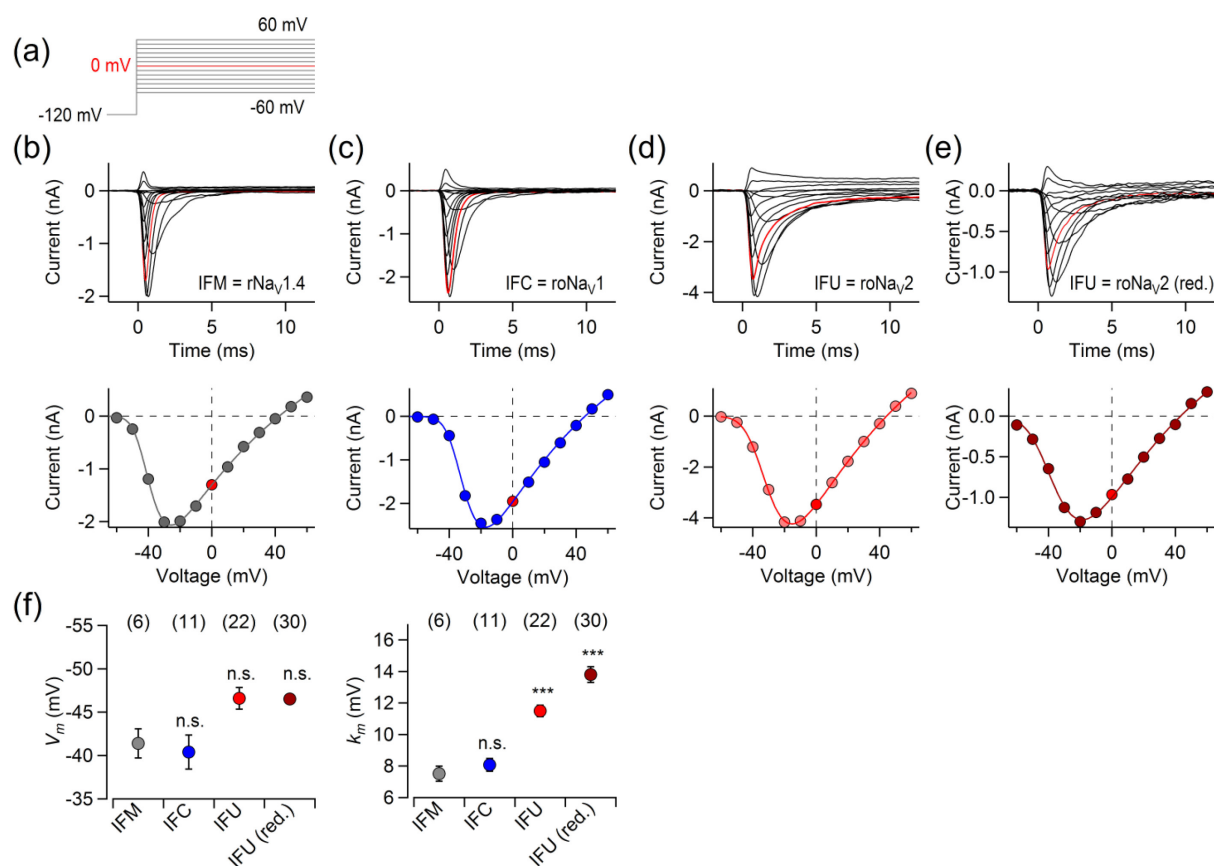 (a)
60 mV
0 mV
-120 mV
-60 mV
(b)
Current (nA)
0
-1
-2
IFM = rNaV1.4
0 5 10
Time (ms)
(c)
Current (nA)
0
-1
-2
IFC = roNaV1
0 5 10
Time (ms)
(d)
Current (nA)
0
-2
-4
IFU = roNaV2
0 5 10
Time (ms)
(e)
Current (nA)
0.0
-0.5
-1.0
IFU = roNaV2 (red.)
0 5 10
Time (ms)
Current (nA)
0
-1
-2
-40 0 40
Voltage (mV)
Current (nA)
0
-1
-2
-40 0 40
Voltage (mV)
Current (nA)
0
-2
-4
-40 0 40
Voltage (mV)
Current (nA)
0.0
-0.5
-1.0
-40 0 40
Voltage (mV)
(f)
Vm (mV)
-55
-50
-45
-40
-35
(6) (11) (22) (30)
n.s. n.s. n.s.
IFM IFC IFU IFU (red.)
km (mV)
16
14
12
10
8
6
(6) (11) (22) (30)
n.s. *** ***
IFM IFC IFU IFU (red.)